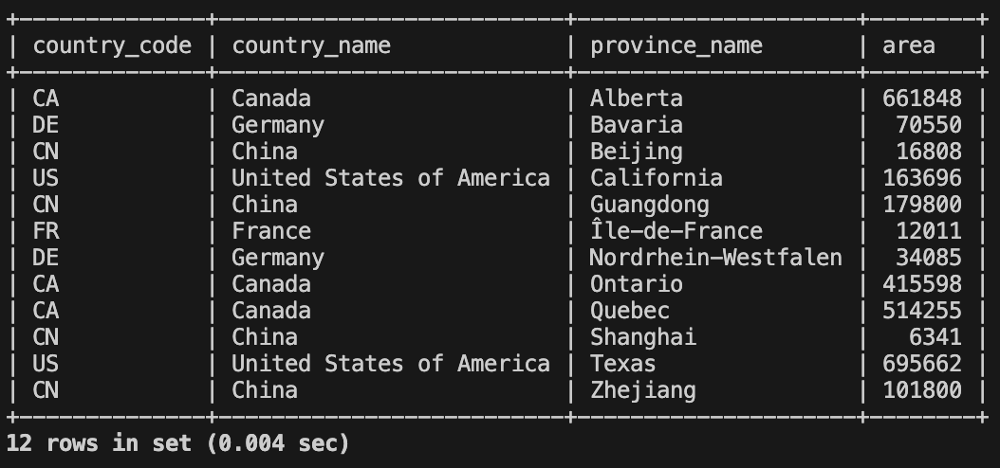 +--------------+-------------------------+--------------------+--------+
| country_code | country_name            | province_name      | area   |
+--------------+-------------------------+--------------------+--------+
| CA           | Canada                  | Alberta            | 661848 |
| DE           | Germany                 | Bavaria            |  70550 |
| CN           | China                   | Beijing            |  16808 |
| US           | United States of America | California         | 163696 |
| CN           | China                   | Guangdong          | 179800 |
| FR           | France                  | Île-de-France      |  12011 |
| DE           | Germany                 | Nordrhein-Westfalen |  34085 |
| CA           | Canada                  | Ontario            | 415598 |
| CA           | Canada                  | Quebec             | 514255 |
| CN           | China                   | Shanghai           |   6341 |
| US           | United States of America | Texas              | 695662 |
| CN           | China                   | Zhejiang           | 101800 |
+--------------+-------------------------+--------------------+--------+
12 rows in set (0.004 sec)